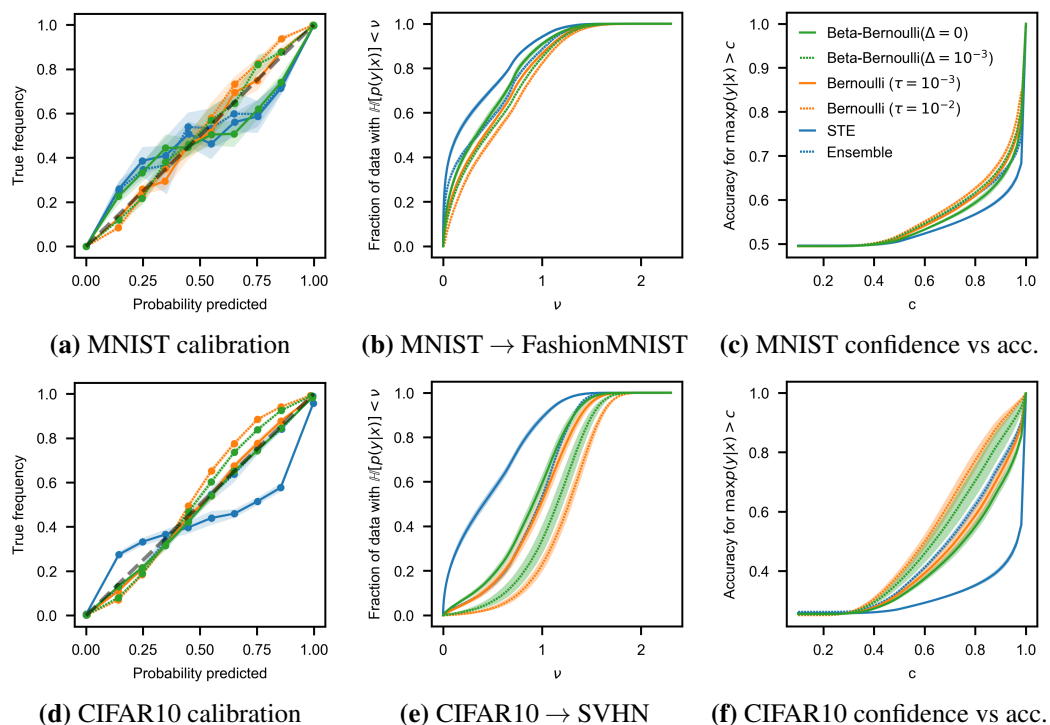 1.0
0.8
0.6
0.4
0.2
0.0
True frequency
0.00 0.25 0.50 0.75 1.00
Probability predicted
(a) MNIST calibration
1.0
0.8
0.6
0.4
0.2
0.0
Fraction of data with ℍ[p(y|x)] < ν
0 1 2
ν
(b) MNIST → FashionMNIST
1.0
0.9
0.8
0.7
0.6
0.5
Accuracy for maxp(y|x) > c
Beta-Bernoulli(Δ = 0)
Beta-Bernoulli(Δ = 10⁻³)
Bernoulli (τ = 10⁻³)
Bernoulli (τ = 10⁻²)
STE
Ensemble
0.2 0.4 0.6 0.8 1.0
c
(c) MNIST confidence vs acc.
1.0
0.8
0.6
0.4
0.2
0.0
True frequency
0.00 0.25 0.50 0.75 1.00
Probability predicted
(d) CIFAR10 calibration
1.0
0.8
0.6
0.4
0.2
0.0
Fraction of data with ℍ[p(y|x)] < ν
0 1 2
ν
(e) CIFAR10 → SVHN
1.0
0.8
0.6
0.4
Accuracy for maxp(y|x) > c
0.2 0.4 0.6 0.8 1.0
c
(f) CIFAR10 confidence vs acc.